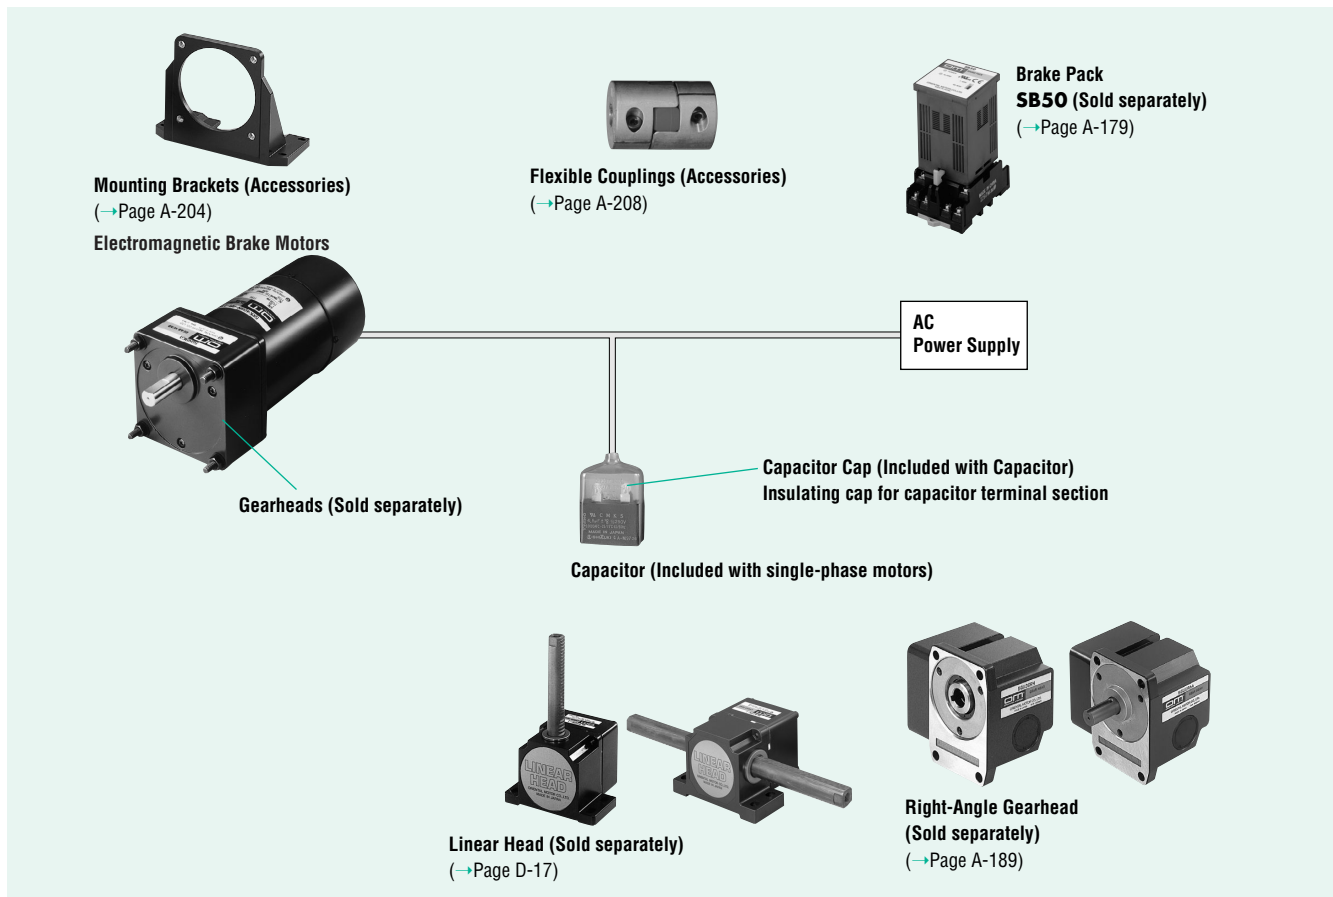 Brake Pack
SB50 (Sold separately)
(→Page A-179)
Mounting Brackets (Accessories)
(→Page A-204)
Flexible Couplings (Accessories)
(→Page A-208)
Electromagnetic Brake Motors
AC
Power Supply
Capacitor Cap (Included with Capacitor)
Insulating cap for capacitor terminal section
Gearheads (Sold separately)
Capacitor (Included with single-phase motors)
LINEAR
HEAD
LINEAR
HEAD
Right-Angle Gearhead
(Sold separately)
(→Page A-189)
Linear Head (Sold separately)
(→Page D-17)